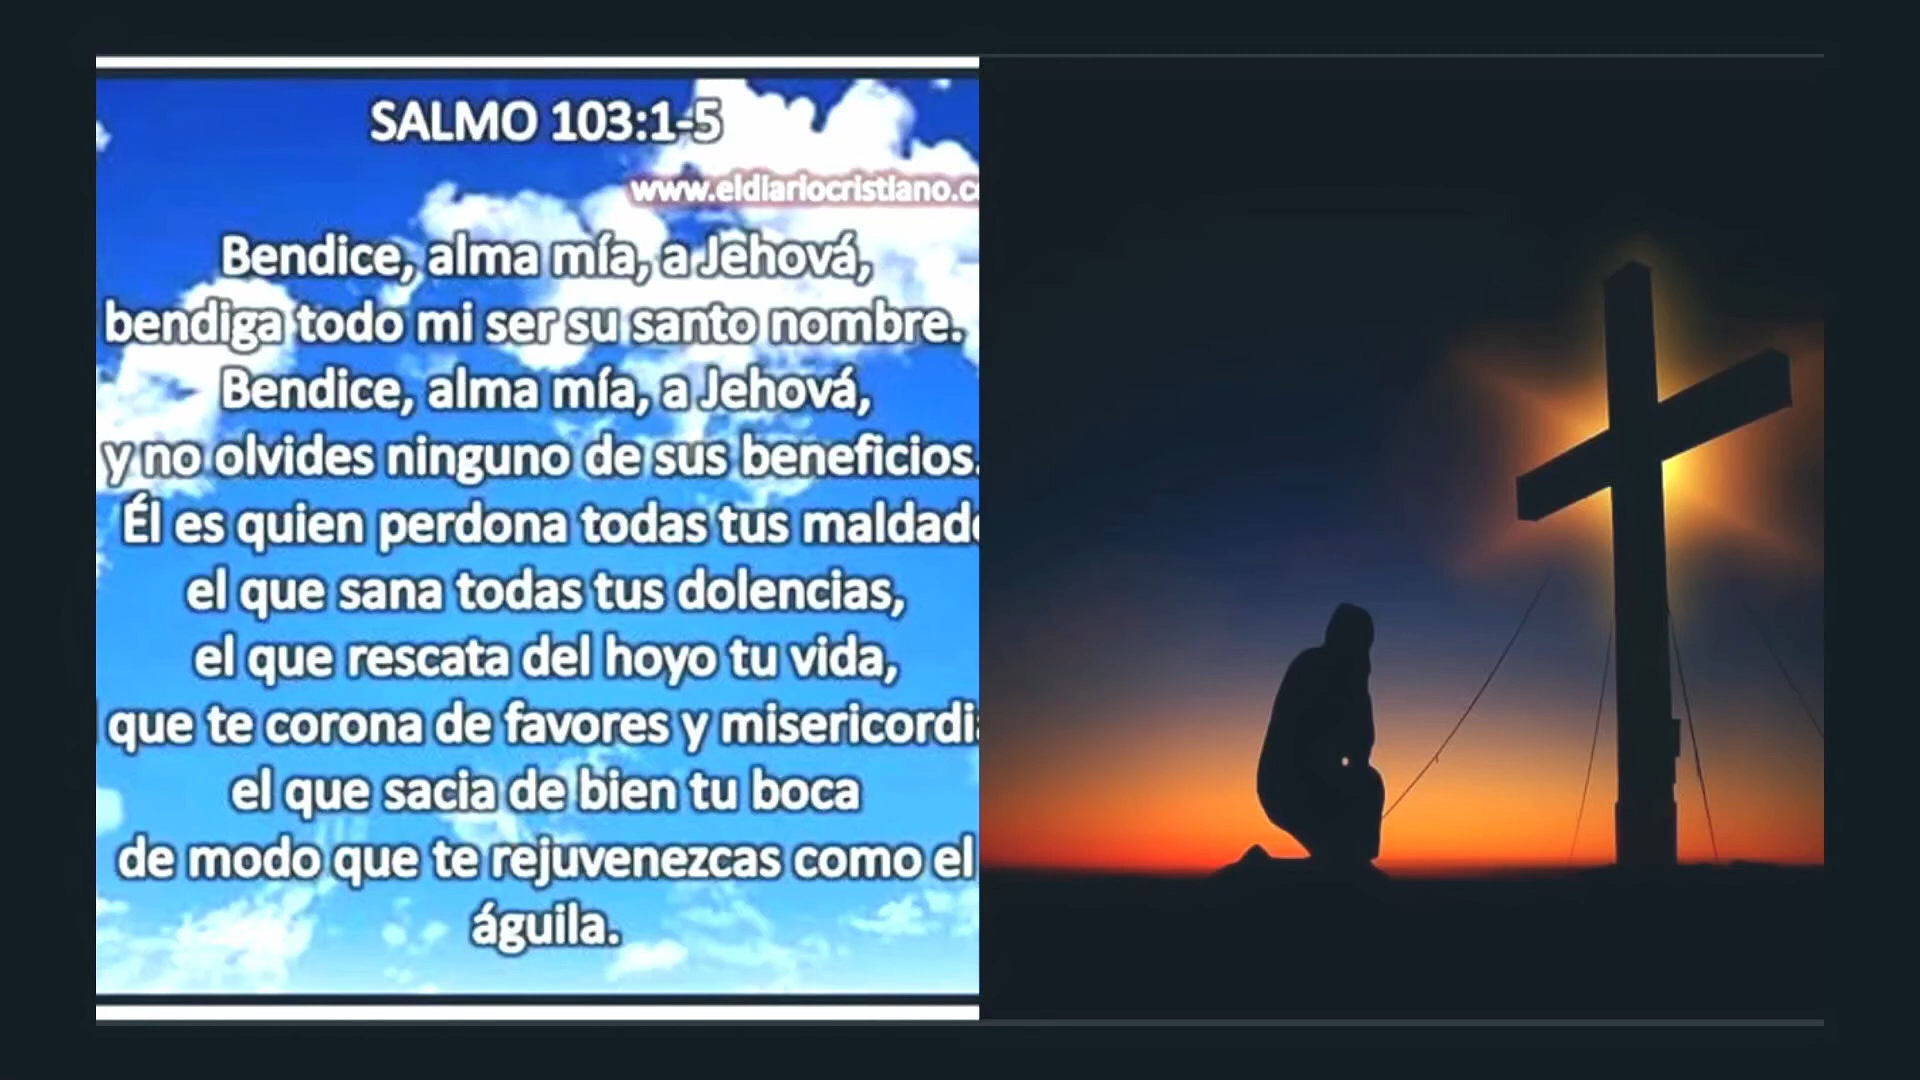 SALMO 103:1-5
www.eldiariocristiano.c
Bendice, alma mía, a Jehová,
bendiga todo mi ser su santo nombre.
Bendice, alma mía, a Jehová,
y no olvides ninguno de sus beneficios.
Él es quien perdona todas tus maldad
el que sana todas tus dolencias,
el que rescata del hoyo tu vida,
que te corona de favores y misericordi
el que sacia de bien tu boca
de modo que te rejuvenezcas como el
águila.